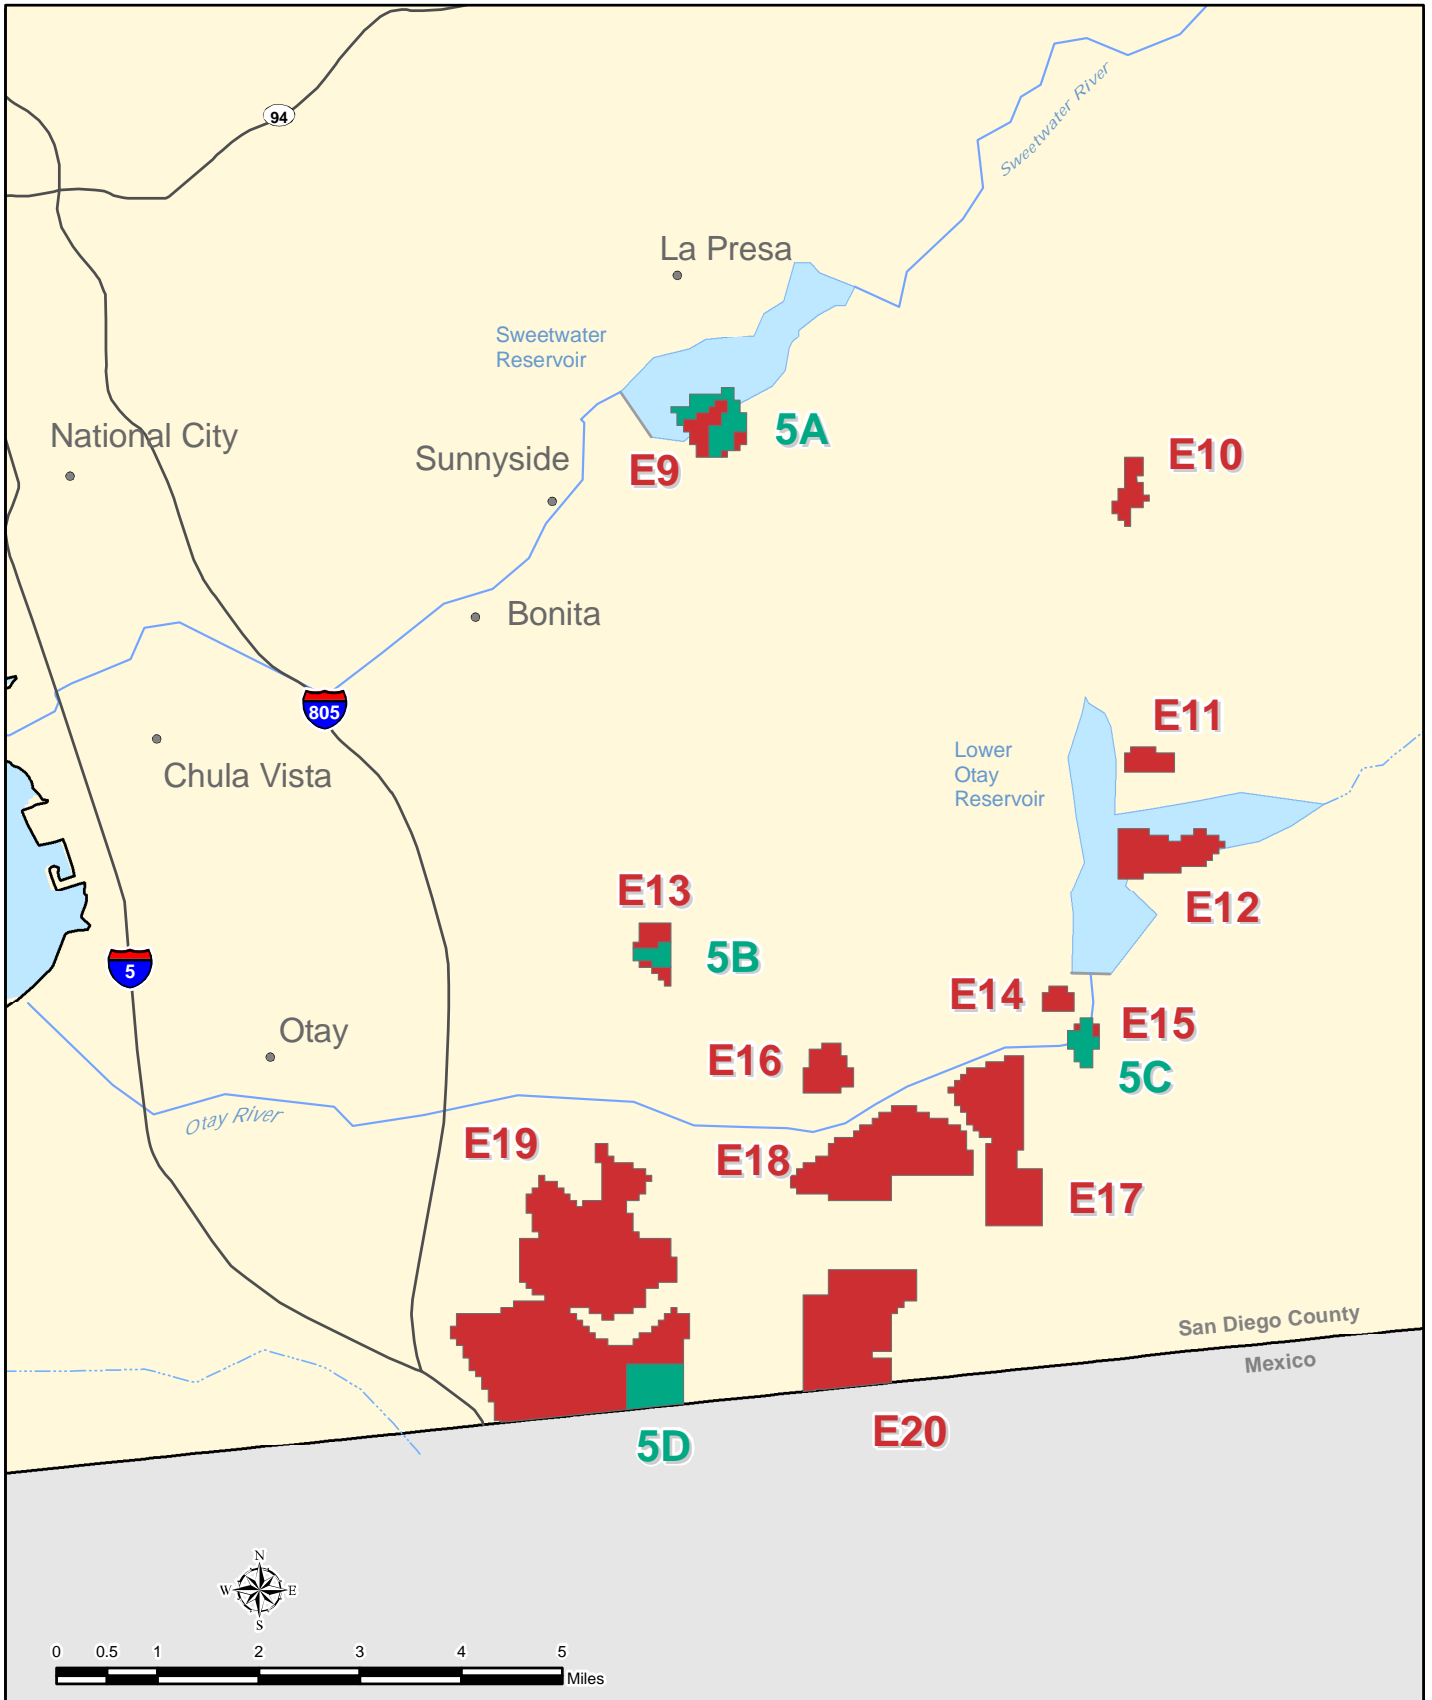 94
Sweetwater River
La Presa
Sweetwater
Reservoir
National City
Sunnyside
5A
E9
E10
Bonita
805
Chula Vista
Lower
Otay
Reservoir
E11
E12
E13
5B
5
E14
E15
5C
Otay
E16
Otay River
E19
E18
E17
San Diego County
Mexico
E20
5D
N
W E
S
0 0.5 1 2 3 4 5
Miles